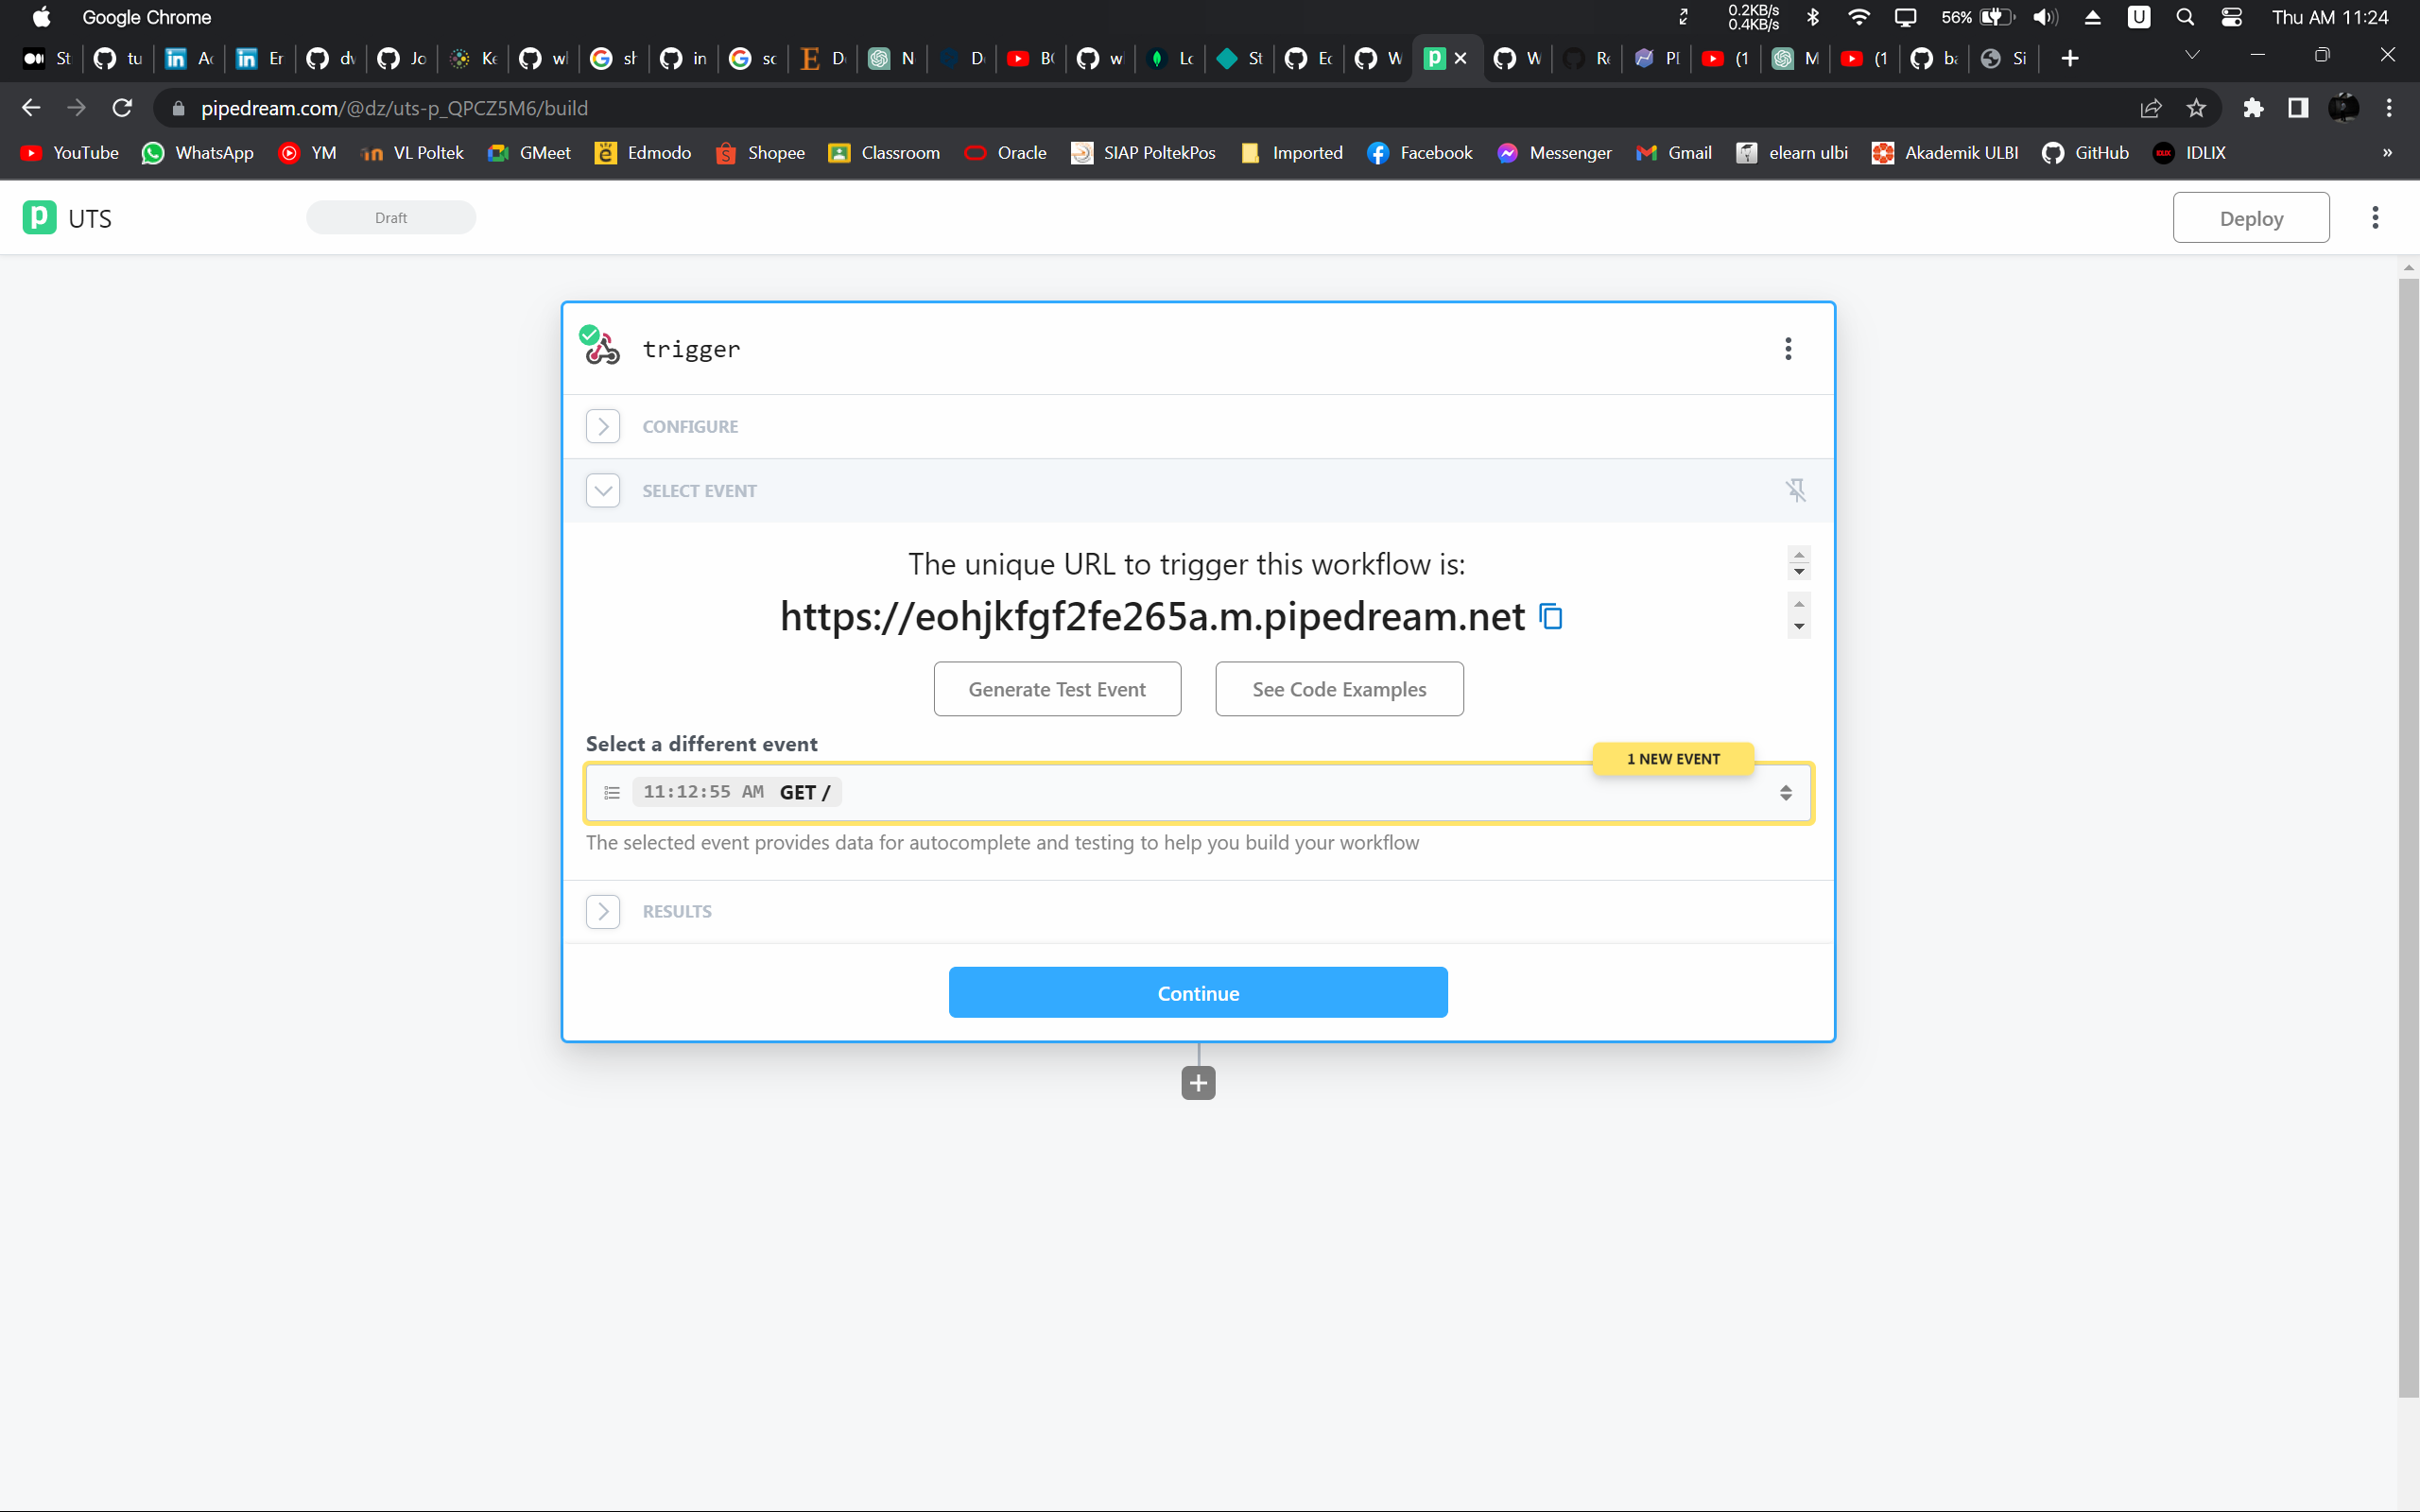 Google Chrome
0.2KB/s
0.4KB/s
56%
U
Thu AM 11:24
St
tu
Ac
Er
dv
Jo
Ke
wl
sh
in
sc
D
N
D
B(
w
Lc
St
Ec
W
W
Re
Pl
(1
M
(1
ba
Si
pipedream.com/@dz/uts-p_QPCZ5M6/build
YouTube
WhatsApp
YM
VL Poltek
GMeet
Edmodo
Shopee
Classroom
Oracle
SIAP PoltekPos
Imported
Facebook
Messenger
Gmail
elearn ulbi
Akademik ULBI
GitHub
IDLIX
»
p UTS
Draft
Deploy
trigger
CONFIGURE
SELECT EVENT
The unique URL to trigger this workflow is:
https://eohjkfgf2fe265a.m.pipedream.net
Generate Test Event
See Code Examples
Select a different event
1 NEW EVENT
11:12:55 AM GET /
The selected event provides data for autocomplete and testing to help you build your workflow
RESULTS
Continue